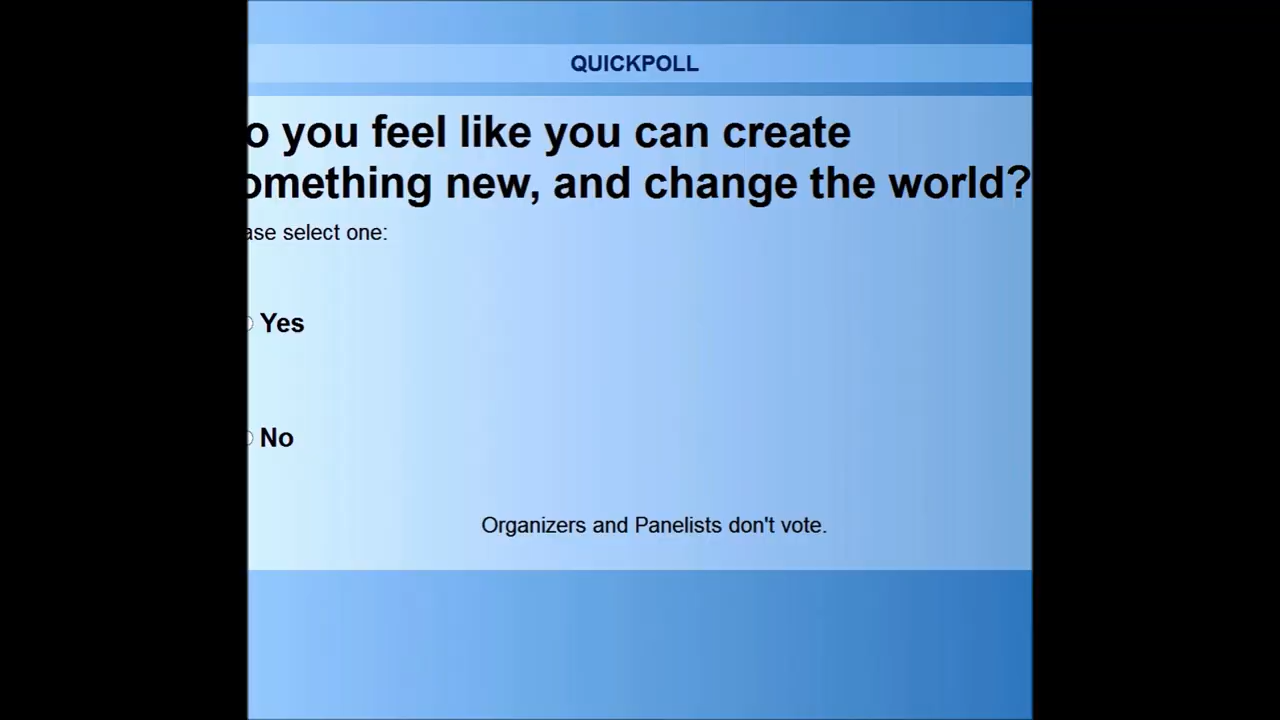 QUICKPOLL
o you feel like you can create
omething new, and change the world?
ase select one:
Yes
No
Organizers and Panelists don't vote.